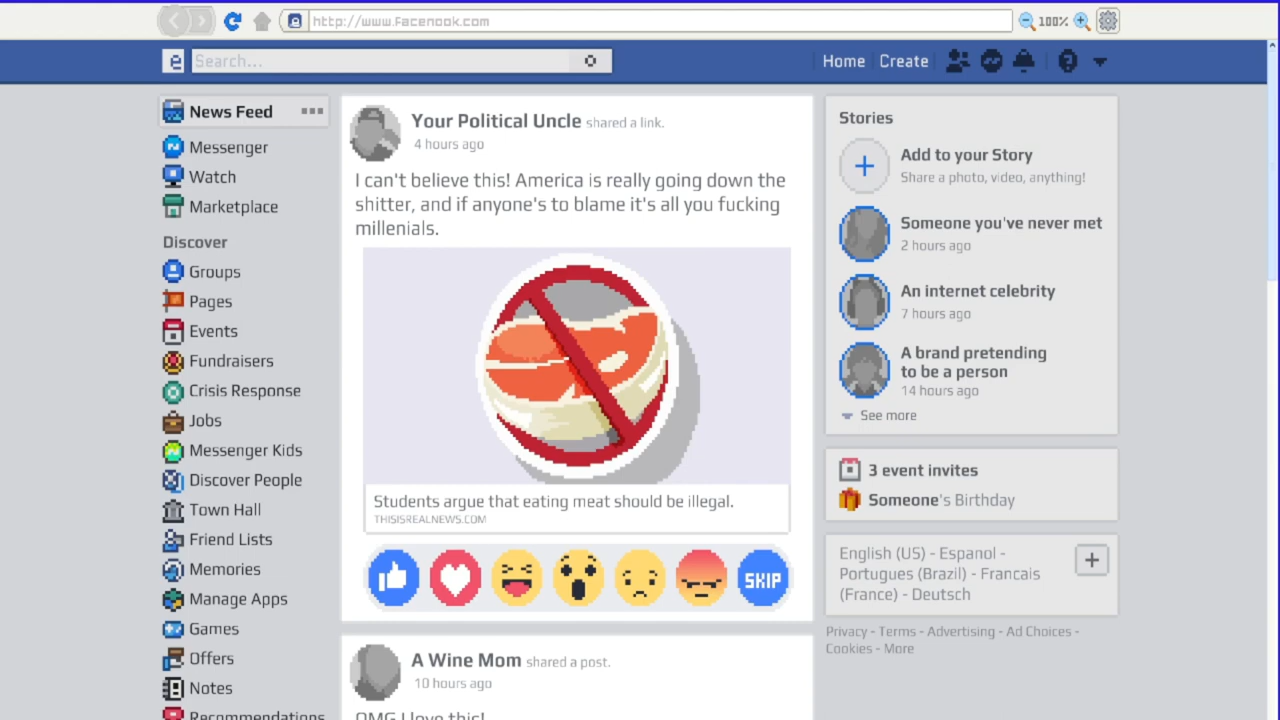 http://www.Facenook.com
100%
e
Search...
Home
Create
News Feed
Messenger
Watch
Marketplace
Discover
Groups
Pages
Events
Fundraisers
Crisis Response
Jobs
Messenger Kids
Discover People
Town Hall
Friend Lists
Memories
Manage Apps
Games
Offers
Notes
Recommendations
Your Political Uncle shared a link.
4 hours ago
I can't believe this! America is really going down the
shitter, and if anyone's to blame it's all you fucking
millenials.
Students argue that eating meat should be illegal.
THISISREALNEWS.COM
SKIP
A Wine Mom shared a post.
10 hours ago
OMG I love this!
Stories
Add to your Story
Share a photo, video, anything!
Someone you've never met
2 hours ago
An internet celebrity
7 hours ago
A brand pretending
to be a person
14 hours ago
See more
3 event invites
Someone's Birthday
English (US) - Espanol -
Portugues (Brazil) - Francais
(France) - Deutsch
Privacy - Terms - Advertising - Ad Choices -
Cookies - More